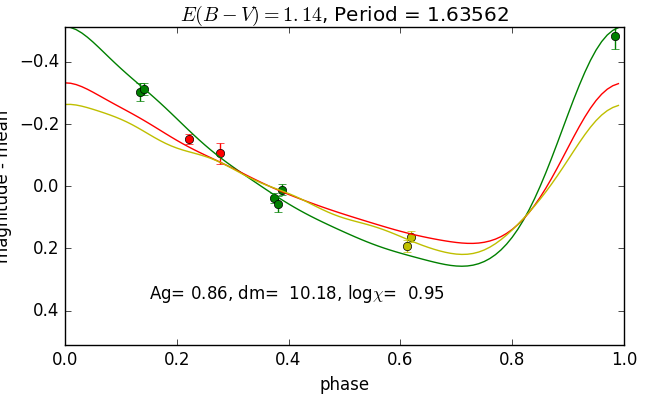 E(B − V) = 1.14, Period = 1.63562
−0.4
−0.2
0.0
0.2
0.4
magnitude - mean
Ag= 0.86, dm=  10.18, logχ=  0.95
0.0 0.2 0.4 0.6 0.8 1.0
phase